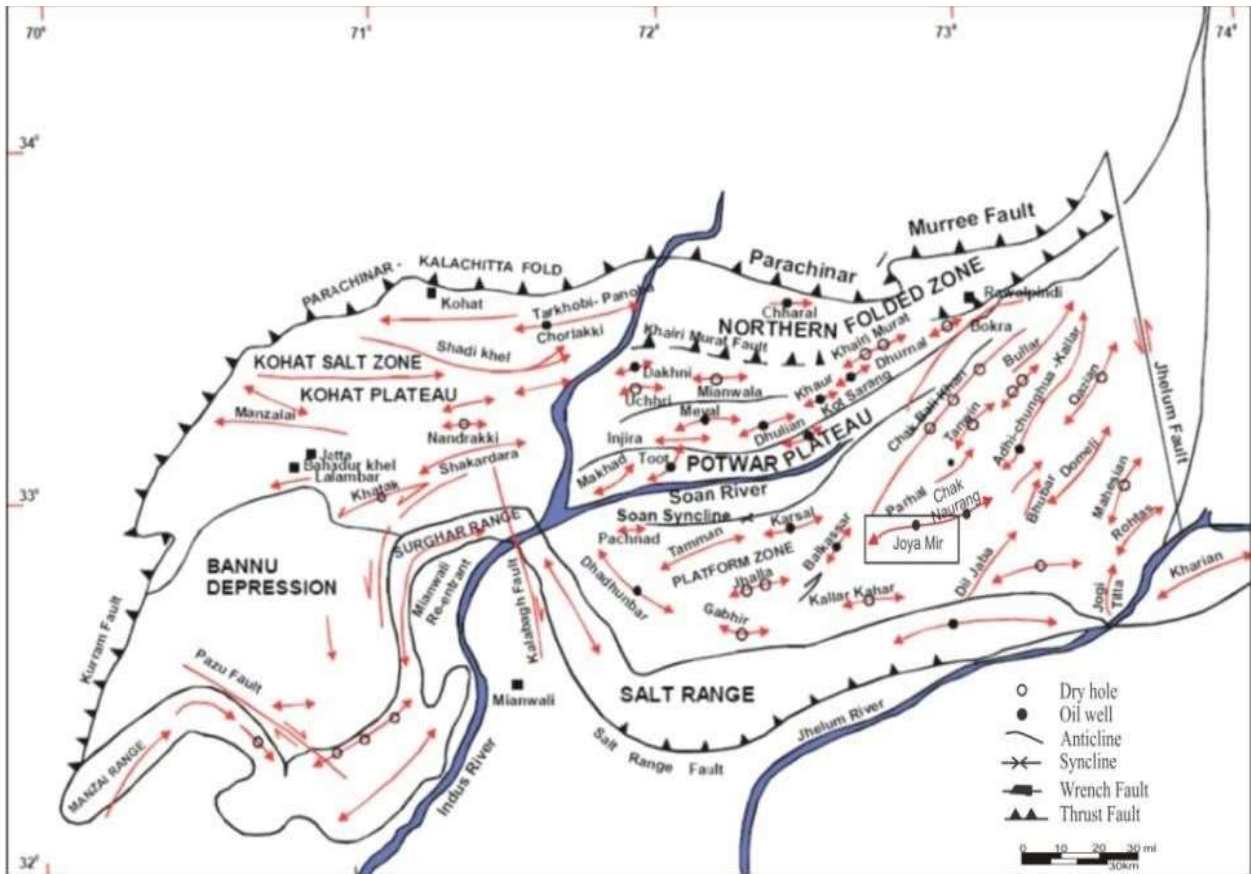 70°
71°
72°
73°
74°
34°
33°
32°
PARACHINAR - KALACHITTA FOLD
Kohat
Tarkhobi- Panoba
Chorlakki
Shadi khel
KOHAT SALT ZONE
KOHAT PLATEAU
Manzalai
Nandrakki
Jatta
Bahadur khel
Lalambar
Shakardara
Khatak
SURGHAR RANGE
BANNU
DEPRESSION
Mianwali
Re-entrant
Kalabagh Fault
Kurram Fault
Pazu Fault
MANZAI RANGE
Mianwali
Indus River
Parachinar
Murree Fault
Chharal
NORTHERN FOLDED ZONE
Rawalpindi
Bokra
Khairi Murat Fault
Khairi Murat
Dhurnal
Dakhni
Uchhri
Mianwala
Khaur
Kot Sarang
Meyal
Dhulian
Injira
Toot
Makhad
POTWAR PLATEAU
Soan River
Soan Syncline
Chak Bali Khan
Bullar
Tanwin
Adhi-chunghua -Kallar
Qazian
Jhelum Fault
Domeli
Bhubar
Mahesian
Rohtas
Parhal
Chak
Naurang
Joya Mir
Pachnad
Tamman
Karsal
PLATFORM ZONE
Balkassar
Dhadhunbar
Jhalla
Gabhir
Kallar Kahar
Dil Jaba
Jogi
Tilla
Kharian
SALT RANGE
Salt Range Fault
Jhelum River
Dry hole
Oil well
Anticline
Syncline
Wrench Fault
Thrust Fault
0 10 20 30 ml
30km